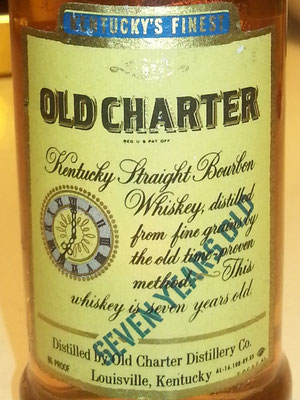 KENTUCKY'S FINEST
OLD CHARTER
REG U S PAT OFF
Kentucky Straight Bourbon
Whiskey, distilled
from fine grains by
the old time-proven
method. This
whiskey is seven years old.
SEVEN YEARS OLD
Distilled by Old Charter Distillery Co.
86 PROOF
Louisville, Kentucky